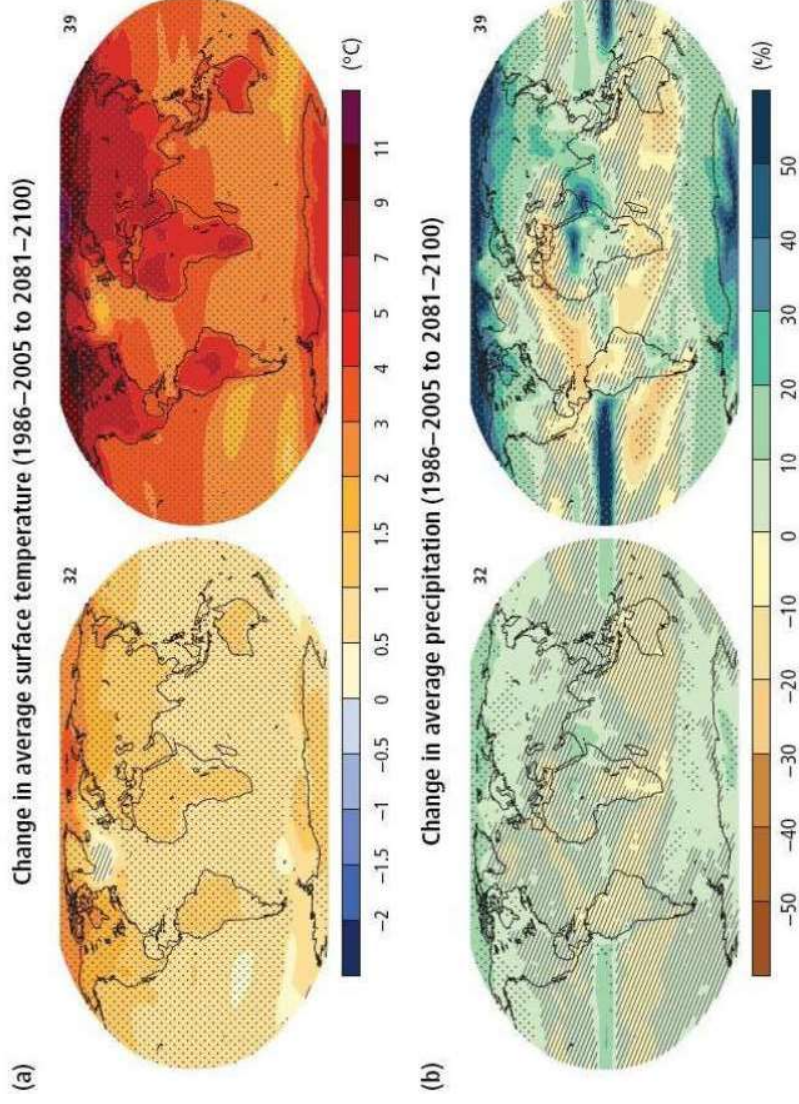 Change in average surface temperature (1986–2005 to 2081–2100)
(a)
32
39
−2 −1.5 −1 −0.5 0 0.5 1 1.5 2 3 4 5 7 9 11 (°C)
Change in average precipitation (1986–2005 to 2081–2100)
(b)
32
39
−50 −40 −30 −20 −10 0 10 20 30 40 50 (%)